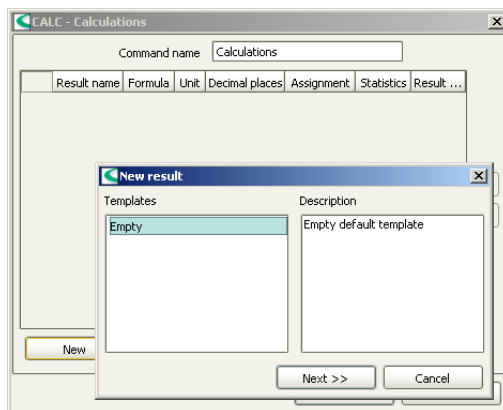 CALC - Calculations
Command name Calculations
Result name Formula Unit Decimal places Assignment Statistics Result ...
New result
Templates Description
Empty Empty default template
New
Next >> Cancel